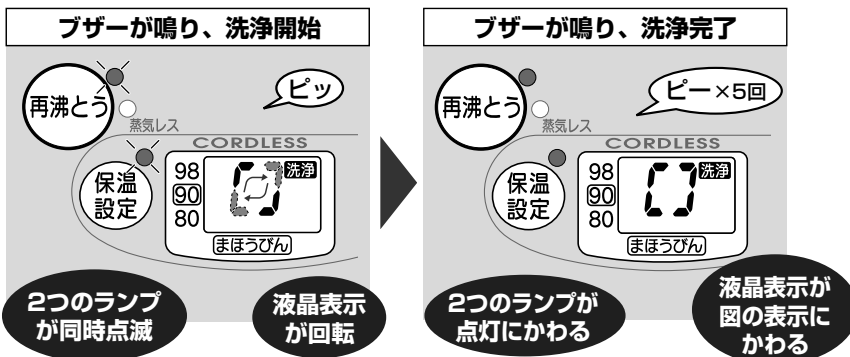 ブザーが鳴り、洗浄開始
再沸とう
ピッ
蒸気レス
CORDLESS
保温
設定
98
90
80
洗浄
まほうびん
2つのランプ
が同時点滅
液晶表示
が回転
ブザーが鳴り、洗浄完了
再沸とう
ピー×5回
蒸気レス
CORDLESS
保温
設定
98
90
80
洗浄
まほうびん
2つのランプが
点灯にかわる
液晶表示が
図の表示に
かわる